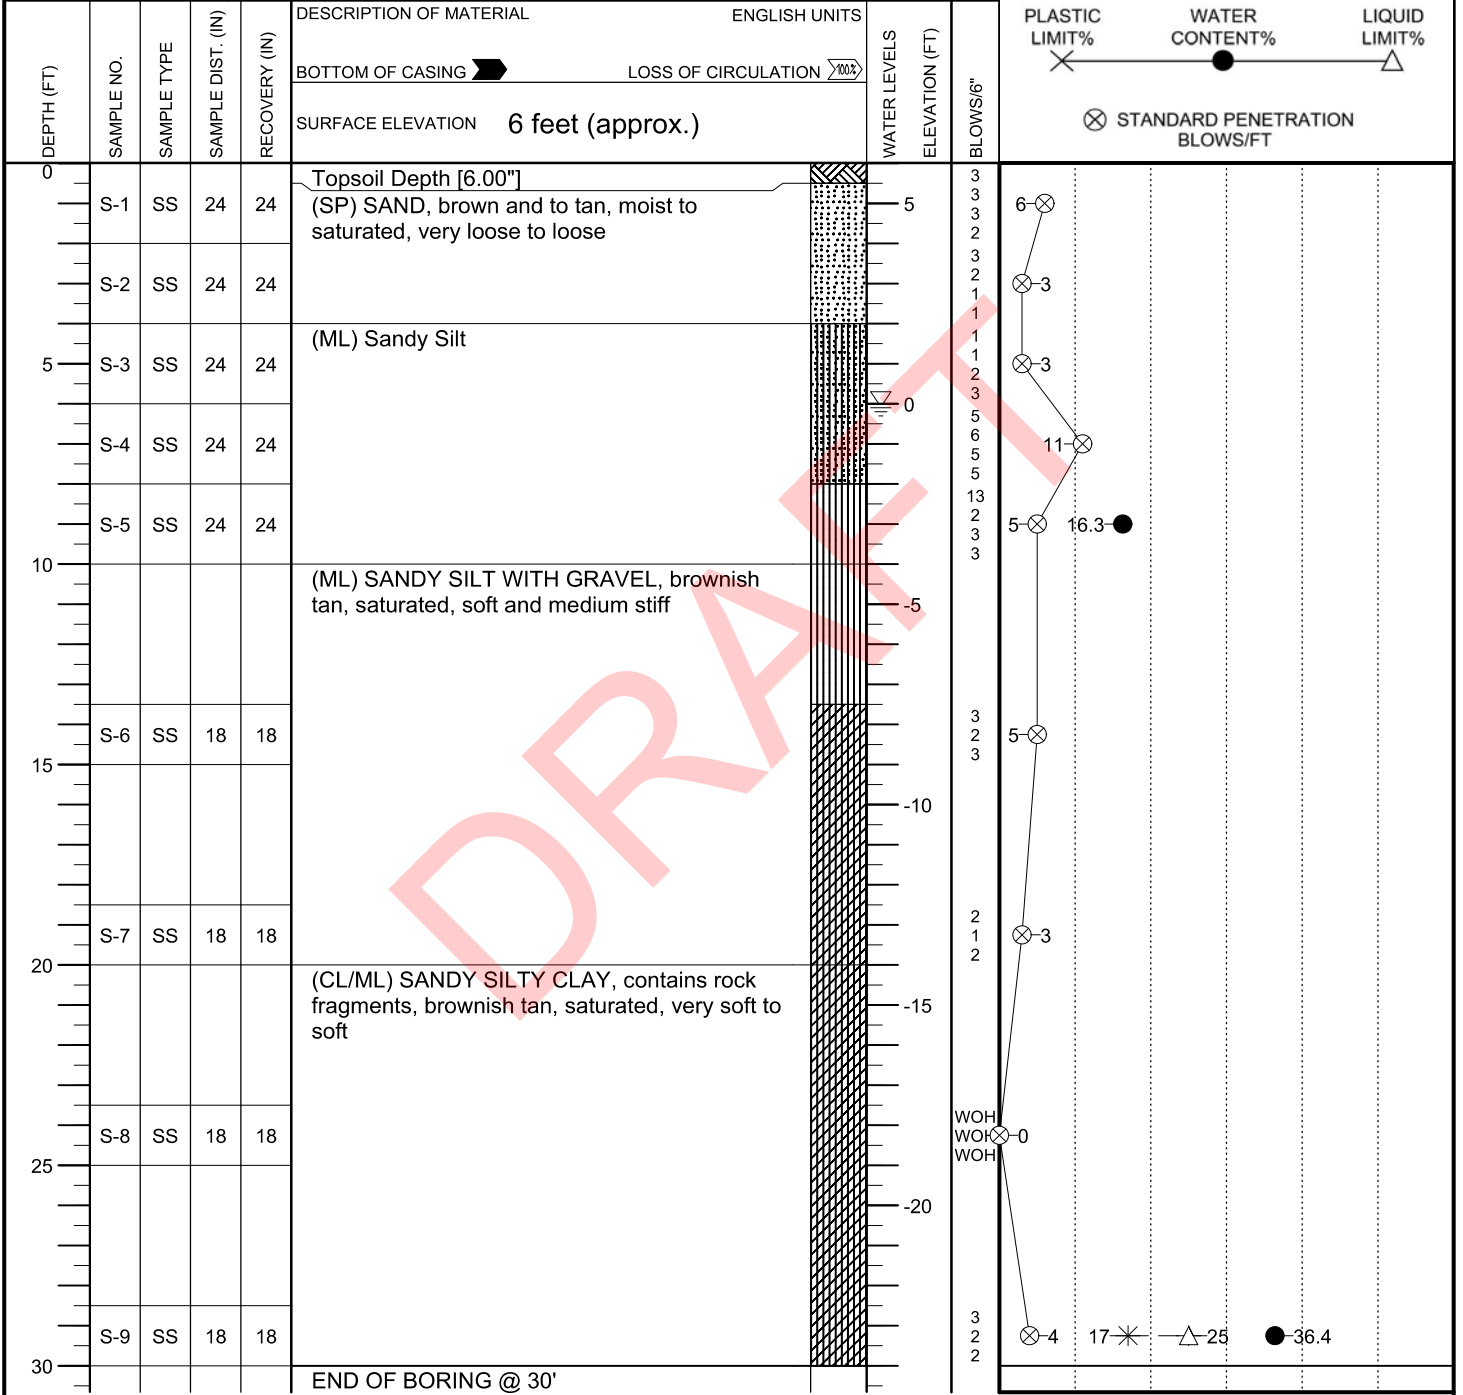 DEPTH (FT)
SAMPLE NO.
SAMPLE TYPE
SAMPLE DIST. (IN)
RECOVERY (IN)
DESCRIPTION OF MATERIAL ENGLISH UNITS
BOTTOM OF CASING LOSS OF CIRCULATION 100%
SURFACE ELEVATION 6 feet (approx.)
WATER LEVELS
ELEVATION (FT)
BLOWS/6"
PLASTIC LIMIT%
WATER CONTENT%
LIQUID LIMIT%
STANDARD PENETRATION
BLOWS/FT
0
Topsoil Depth [6.00"]
S-1 SS 24 24
(SP) SAND, brown and to tan, moist to
saturated, very loose to loose
5
3
3
3
2
6
S-2 SS 24 24
3
2
1
1
3
(ML) Sandy Silt
5 S-3 SS 24 24
1
1
2
3
3
0
S-4 SS 24 24
5
6
5
5
11
S-5 SS 24 24
13
2
3
3
5 16.3
10
(ML) SANDY SILT WITH GRAVEL, brownish
tan, saturated, soft and medium stiff
-5
S-6 SS 18 18
3
2
3
5
15
-10
S-7 SS 18 18
2
1
2
3
20
(CL/ML) SANDY SILTY CLAY, contains rock
fragments, brownish tan, saturated, very soft to
soft
-15
S-8 SS 18 18
WOH
WOH
WOH
0
25
-20
S-9 SS 18 18
3
2
2
4 17 25 36.4
30
END OF BORING @ 30'
DRAFT